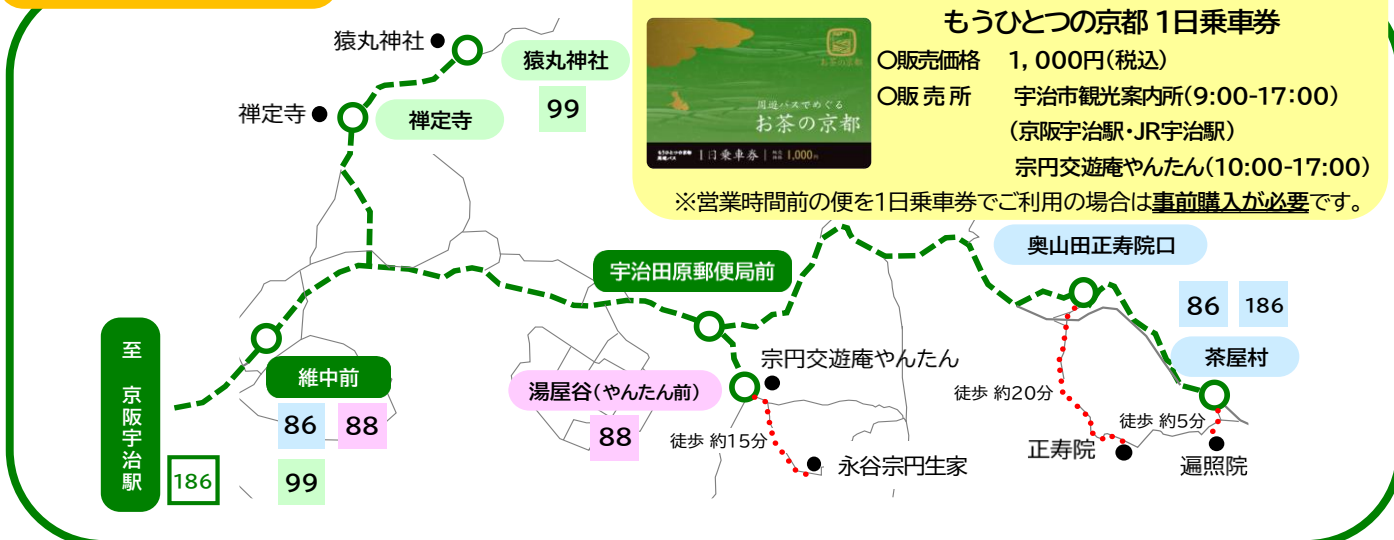 もうひとつの京都 1日乗車券
○販売価格 1,000円(税込)
○販 売 所 宇治市観光案内所(9:00-17:00)
(京阪宇治駅・JR宇治駅)
宗円交遊庵やんたん(10:00-17:00)
※営業時間前の便を1日乗車券でご利用の場合は事前購入が必要です。
お茶の京都
周遊バスでめぐる
お茶の京都
1日乗車券
1,000円
猿丸神社
猿丸神社
99
禅定寺
禅定寺
奥山田正寿院口
宇治田原郵便局前
86 186
茶屋村
至 京阪宇治駅
186
維中前
86 88
99
湯屋谷(やんたん前)
88
宗円交遊庵やんたん
徒歩 約15分
永谷宗円生家
徒歩 約20分
徒歩 約5分
正寿院
遍照院